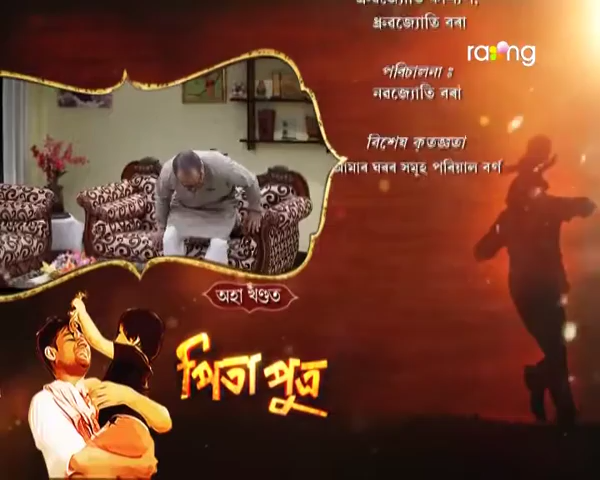 ধ্ৰুৱজ্যোতি বৰা
rang
পৰিচালনা ঃ
নৱজ্যোতি বৰা
বিশেষ কৃতজ্ঞতা
আমাৰ ঘৰৰ সমূহ পৰিয়াল বৰ্গ
অহা খণ্ডত
পিতা পুত্ৰ